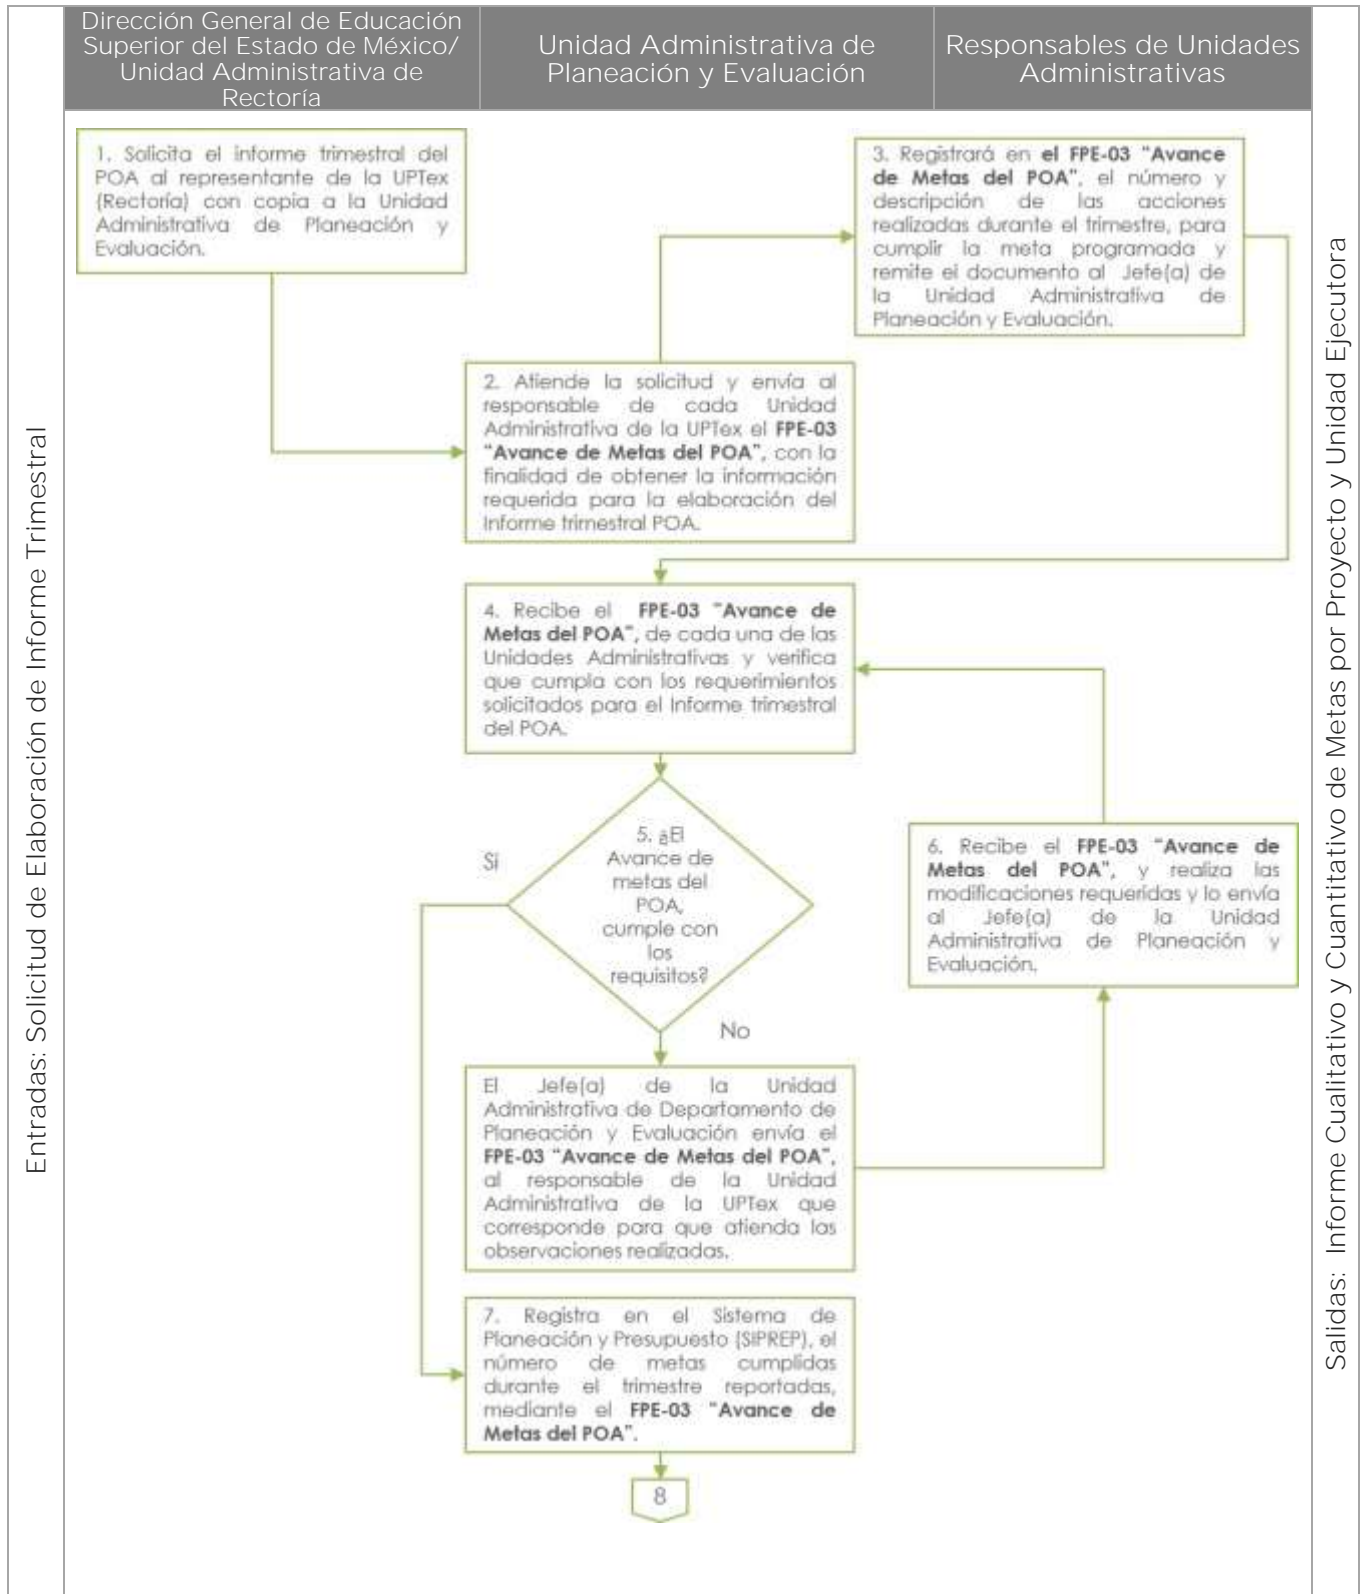 Dirección General de Educación
Superior del Estado de México/
Unidad Administrativa de
Rectoría
Unidad Administrativa de
Planeación y Evaluación
Responsables de Unidades
Administrativas
Entradas: Solicitud de Elaboración de Informe Trimestral
1. Solicita el informe trimestral del
POA al representante de la UPTex
(Rectoría) con copia a la Unidad
Administrativa de Planeación y
Evaluación.
3. Registrará en el FPE-03 "Avance
de Metas del POA", el número y
descripción de las acciones
realizadas durante el trimestre, para
cumplir la meta programada y
remite el documento al Jefe(a) de
la Unidad Administrativa de
Planeación y Evaluación.
2. Atiende la solicitud y envía al
responsable de cada Unidad
Administrativa de la UPTex el FPE-03
"Avance de Metas del POA", con la
finalidad de obtener la información
requerida para la elaboración del
Informe trimestral POA.
4. Recibe el FPE-03 "Avance de
Metas del POA", de cada una de las
Unidades Administrativas y verifica
que cumpla con los requerimientos
solicitados para el Informe trimestral
del POA.
5. ¿El
Avance de
metas del
POA,
cumple con
los
requisitos?
Si
No
6. Recibe el FPE-03 "Avance de
Metas del POA", y realiza las
modificaciones requeridas y lo envía
al Jefe(a) de la Unidad
Administrativa de Planeación y
Evaluación.
El Jefe(a) de la Unidad
Administrativa de Departamento de
Planeación y Evaluación envía el
FPE-03 "Avance de Metas del POA",
al responsable de la Unidad
Administrativa de la UPTex que
corresponde para que atienda las
observaciones realizadas.
7. Registra en el Sistema de
Planeación y Presupuesto (SIPREP), el
número de metas cumplidas
durante el trimestre reportadas,
mediante el FPE-03 "Avance de
Metas del POA".
8
Salidas: Informe Cualitativo y Cuantitativo de Metas por Proyecto y Unidad Ejecutora